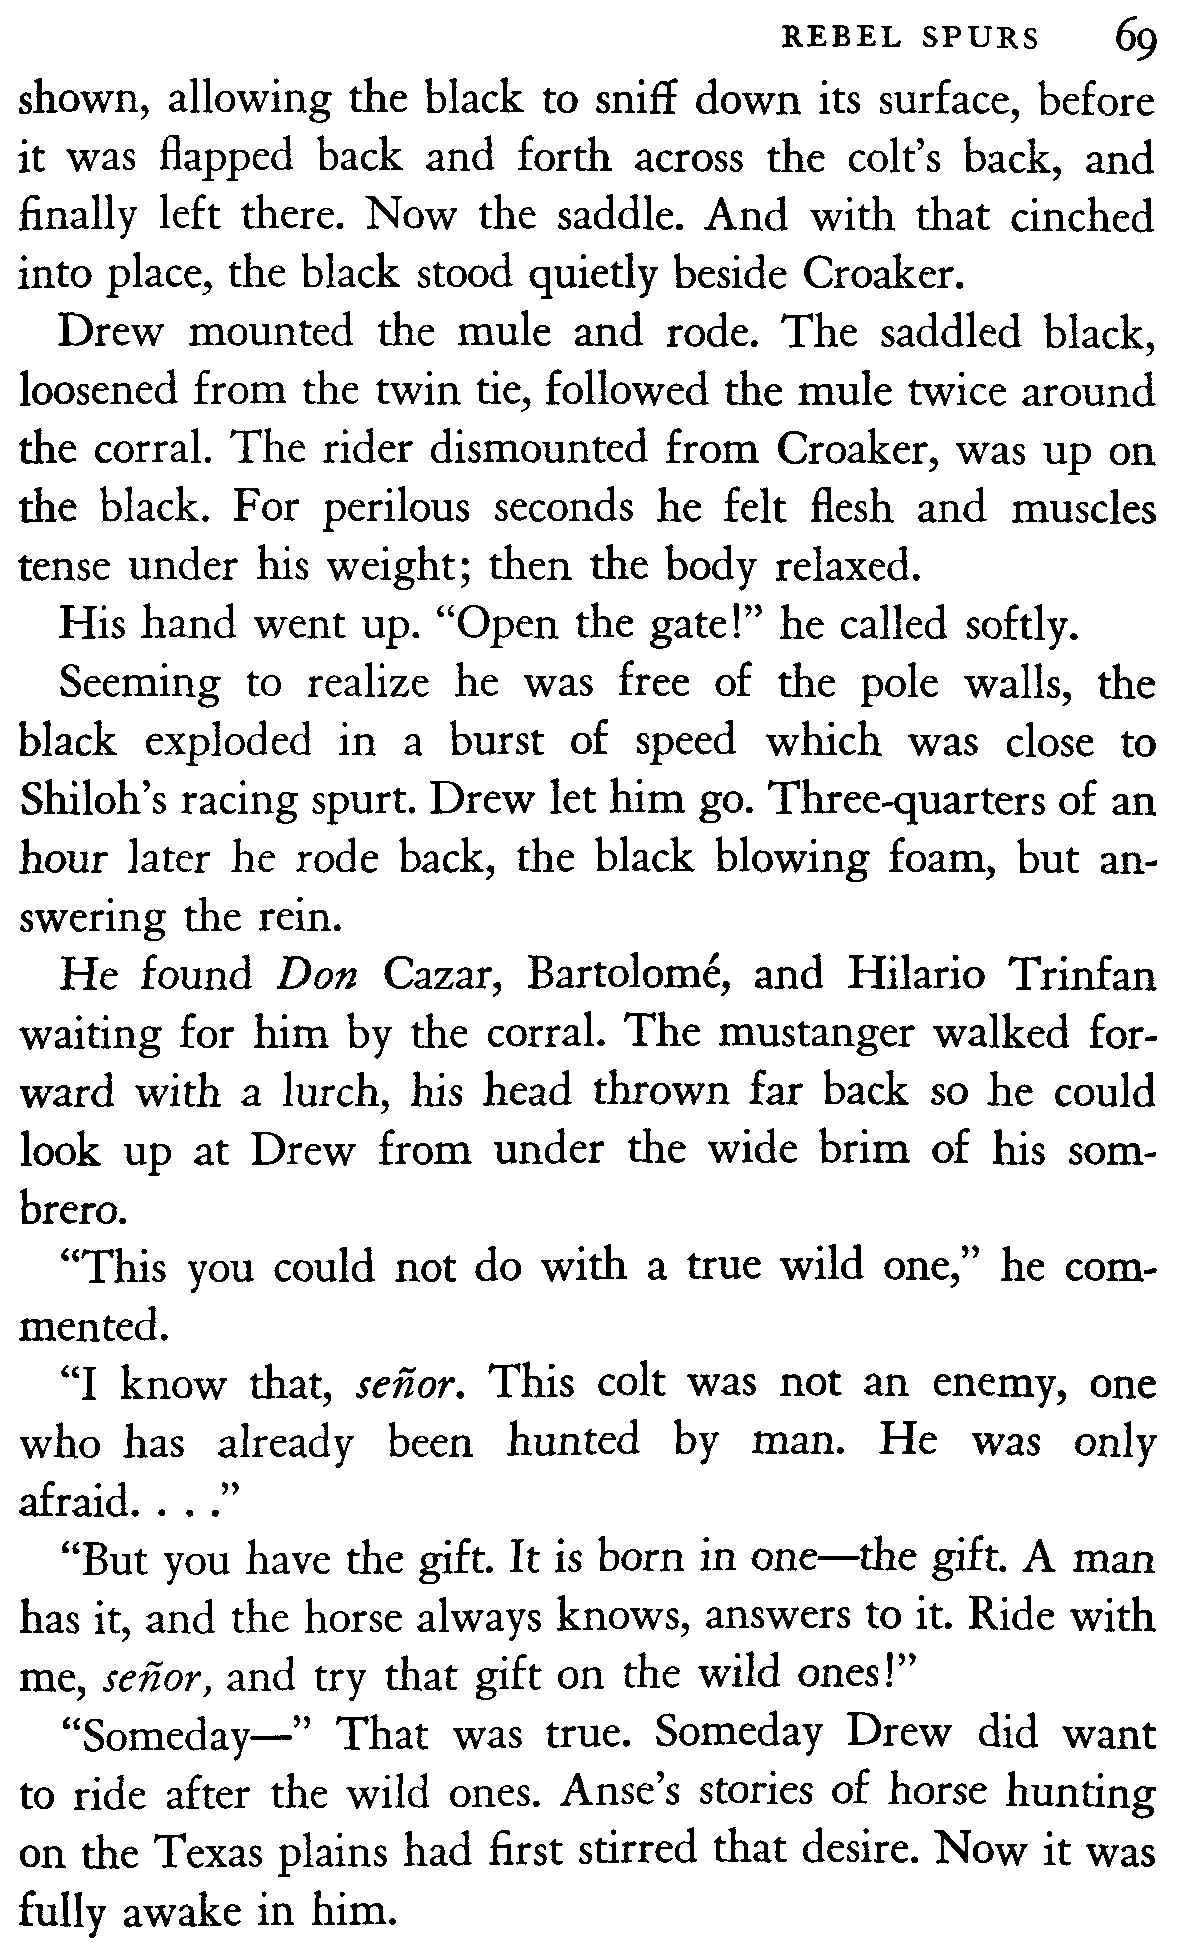 REBEL SPURS 69
shown, allowing the black to sniff down its surface, before
it was flapped back and forth across the colt's back, and
finally left there. Now the saddle. And with that cinched
into place, the black stood quietly beside Croaker.
Drew mounted the mule and rode. The saddled black,
loosened from the twin tie, followed the mule twice around
the corral. The rider dismounted from Croaker, was up on
the black. For perilous seconds he felt flesh and muscles
tense under his weight; then the body relaxed.
His hand went up. “Open the gate!” he called softly.
Seeming to realize he was free of the pole walls, the
black exploded in a burst of speed which was close to
Shiloh's racing spurt. Drew let him go. Three-quarters of an
hour later he rode back, the black blowing foam, but an-
swering the rein.
He found Don Cazar, Bartolomé, and Hilario Trinfan
waiting for him by the corral. The mustanger walked for-
ward with a lurch, his head thrown far back so he could
look up at Drew from under the wide brim of his som-
brero.
“This you could not do with a true wild one,” he com-
mented.
“I know that, señor. This colt was not an enemy, one
who has already been hunted by man. He was only
afraid. . . .”
“But you have the gift. It is born in one—the gift. A man
has it, and the horse always knows, answers to it. Ride with
me, señor, and try that gift on the wild ones!”
“Someday—” That was true. Someday Drew did want
to ride after the wild ones. Anse's stories of horse hunting
on the Texas plains had first stirred that desire. Now it was
fully awake in him.